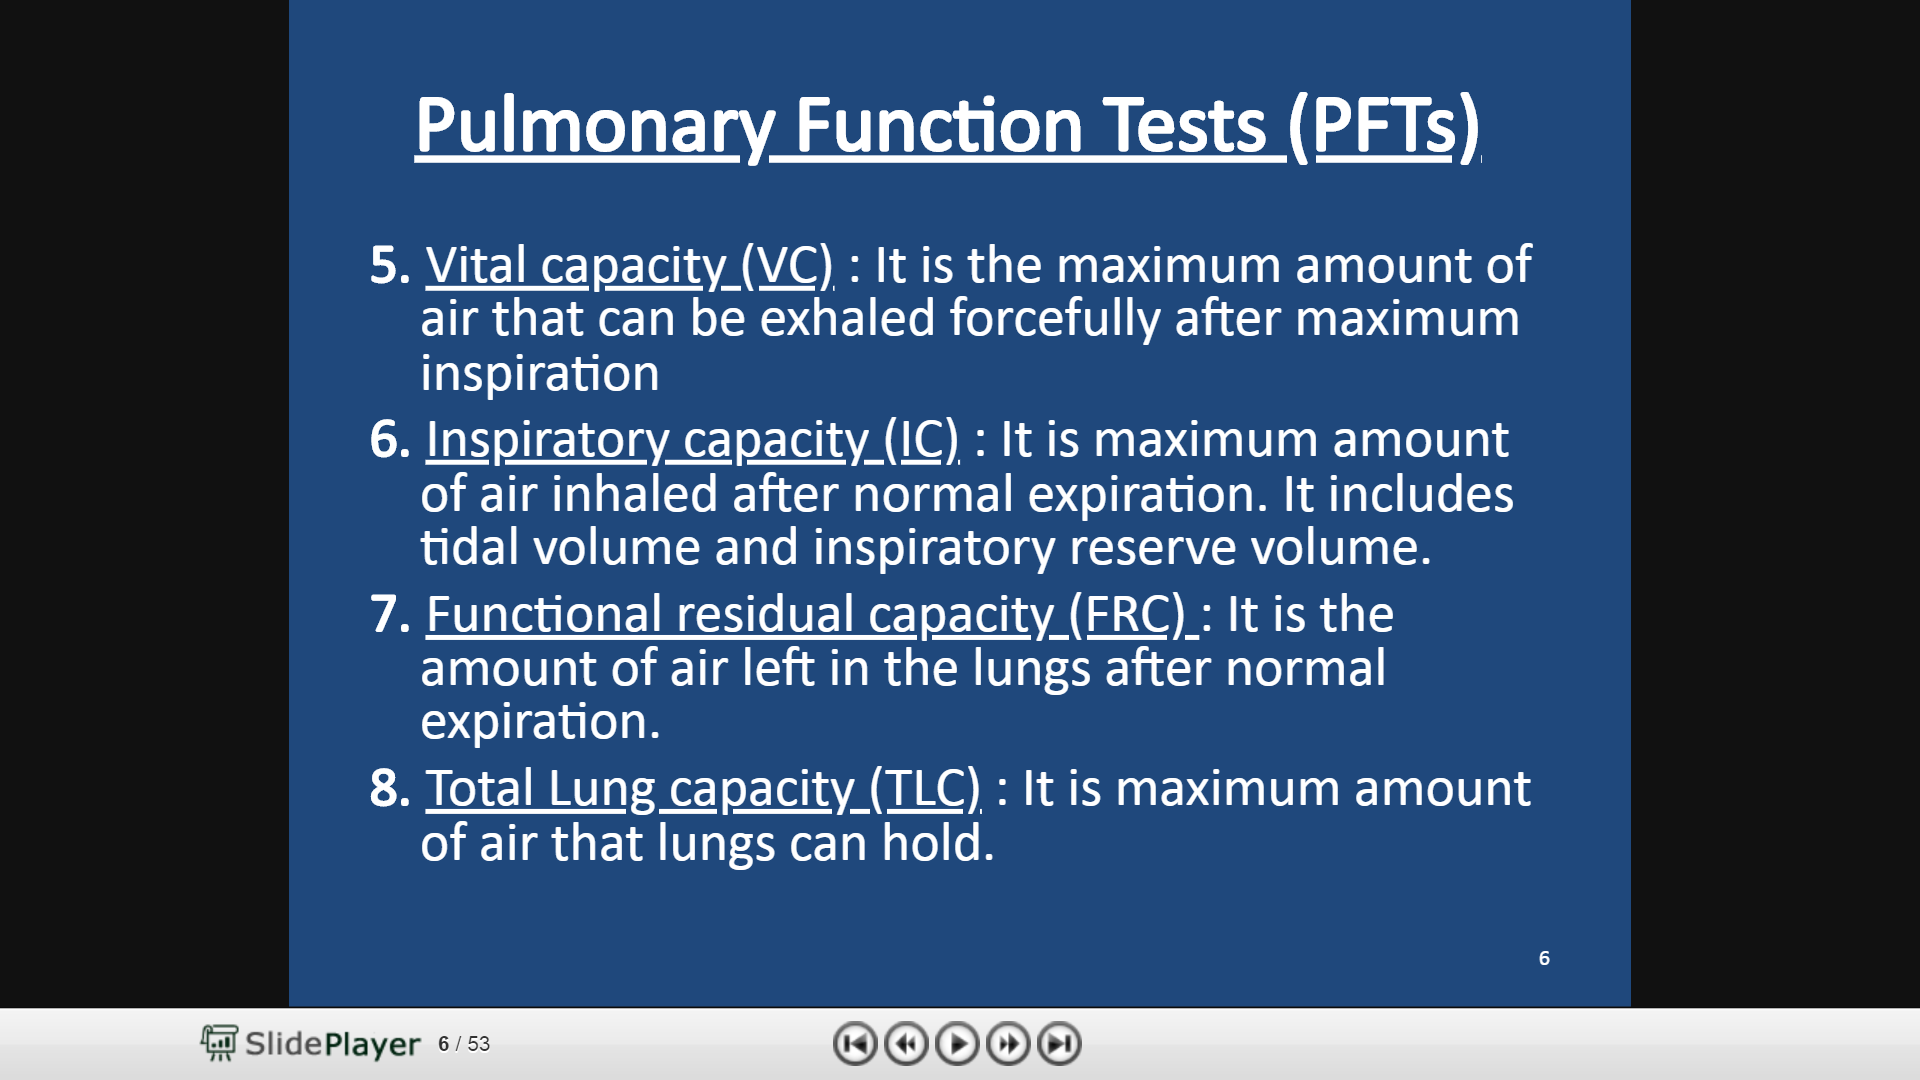 Pulmonary Function Tests (PFTs)
5. Vital capacity (VC) : It is the maximum amount of
air that can be exhaled forcefully after maximum
inspiration
6. Inspiratory capacity (IC) : It is maximum amount
of air inhaled after normal expiration. It includes
tidal volume and inspiratory reserve volume.
7. Functional residual capacity (FRC) : It is the
amount of air left in the lungs after normal
expiration.
8. Total Lung capacity (TLC) : It is maximum amount
of air that lungs can hold.
6
SlidePlayer 6 / 53